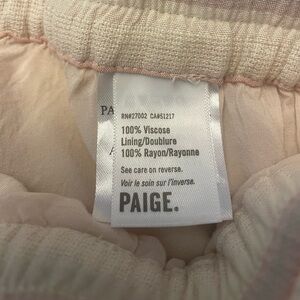 RN#27002 CA#51217
PA
100% Viscose
Lining/Doublure
100% Rayon/Rayonne
See care on reverse.
Voir le soin sur l'inverse.
PAIGE.